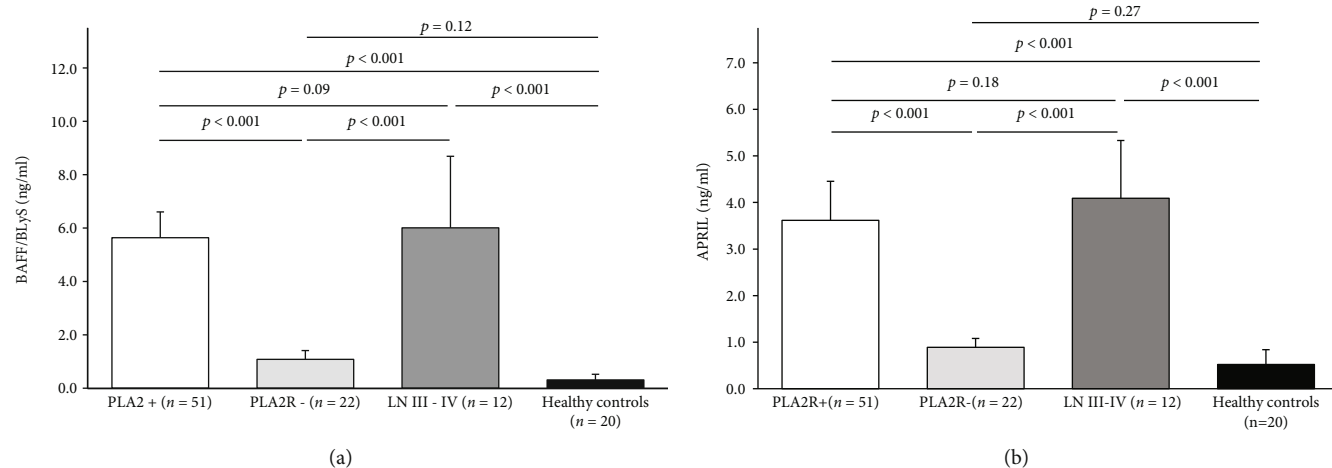 p = 0.12
p < 0.001
p = 0.09
p < 0.001
p < 0.001
p < 0.001
BAFF/BLyS (ng/ml)
12.0
10.0
8.0
6.0
4.0
2.0
0.0
PLA2 + (n = 51)
PLA2R - (n = 22)
LN III - IV (n = 12)
Healthy controls
(n = 20)
(a)
p = 0.27
p < 0.001
p = 0.18
p < 0.001
p < 0.001
p < 0.001
APRIL (ng/ml)
7.0
6.0
5.0
4.0
3.0
2.0
1.0
0.0
PLA2R+(n = 51)
PLA2R-(n = 22)
LN III-IV (n = 12)
Healthy controls
(n=20)
(b)